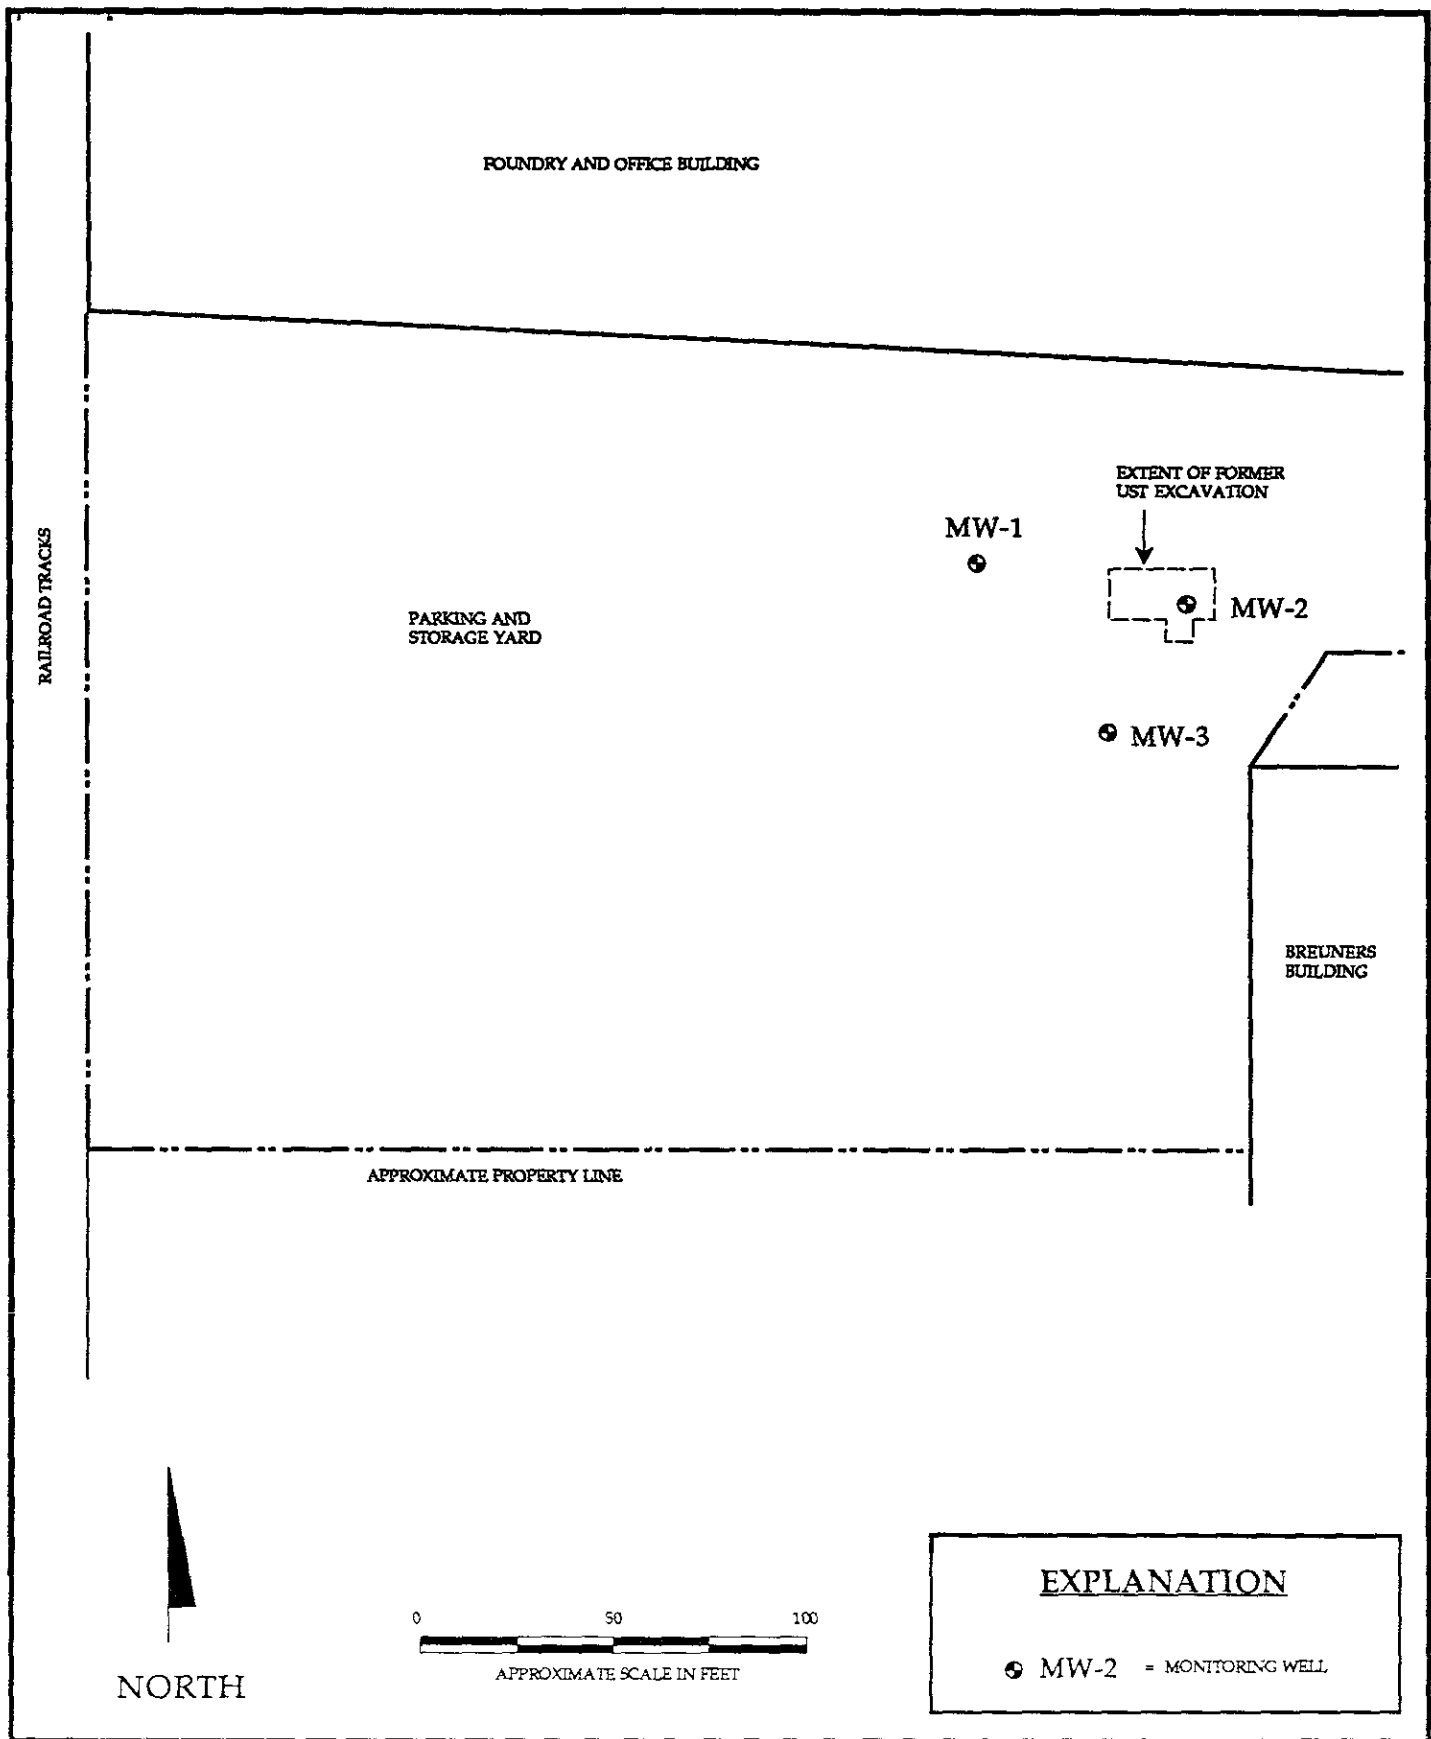 FOUNDRY AND OFFICE BUILDING
EXTENT OF FORMER
UST EXCAVATION
MW-1
MW-2
RAILROAD TRACKS
PARKING AND
STORAGE YARD
MW-3
BREUNERS
BUILDING
APPROXIMATE PROPERTY LINE
NORTH
0 50 100
APPROXIMATE SCALE IN FEET
EXPLANATION
MW-2 = MONITORING WELL